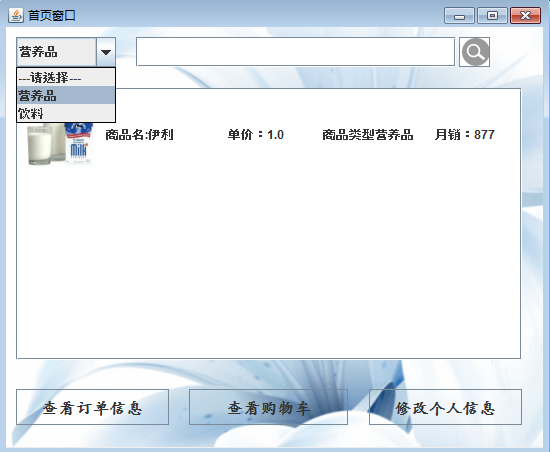 首页窗口
营养品
---请选择---
营养品
饮料
商品名:伊利 单价：1.0 商品类型营养品 月销：877
Milk
查看订单信息 查看购物车 修改个人信息